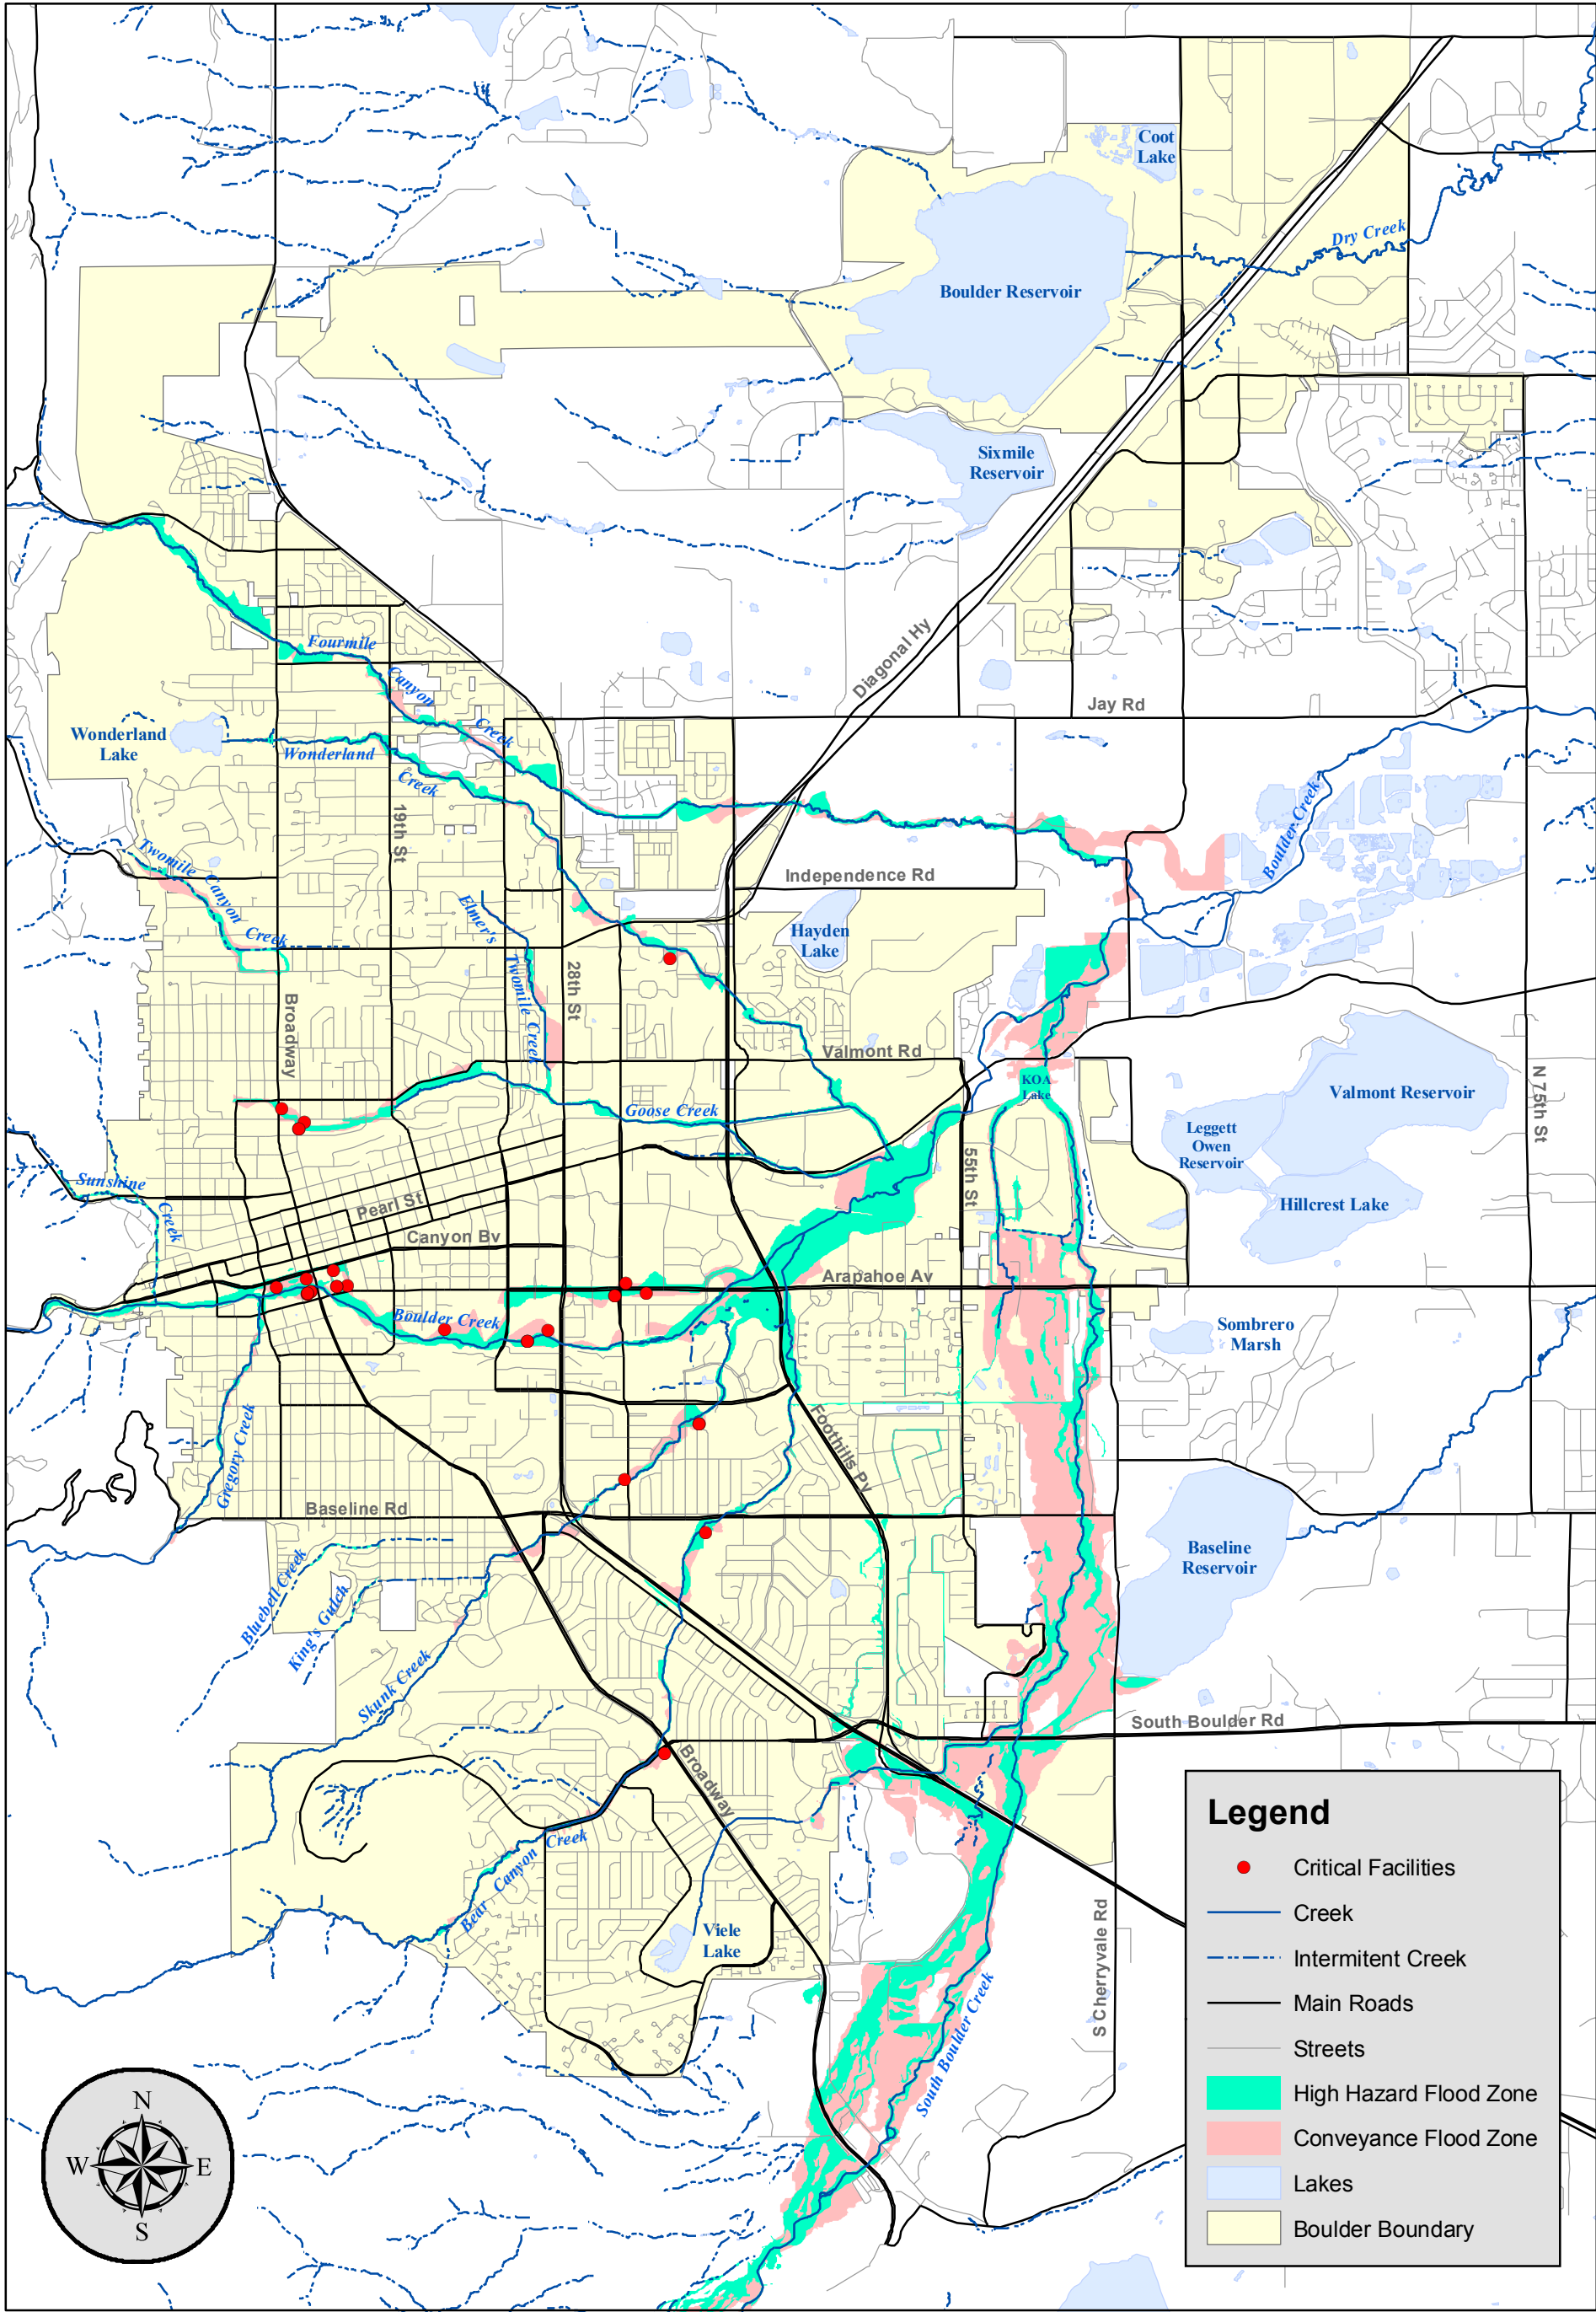 Coot
Lake
Dry Creek
Boulder Reservoir
Sixmile
Reservoir
Diagonal Hy
Fourmile
Canyon
Creek
Jay Rd
Wonderland
Lake
Wonderland
Creek
19th St
Boulder Creek
Twomile
Canyon
Creek
Independence Rd
Elmer's
Twomile Creek
Hayden
Lake
28th St
Broadway
Valmont Rd
KOA
Lake
Valmont Reservoir
N 75th St
Goose Creek
Leggett
Owen
Reservoir
55th St
Sunshine
Creek
Pearl St
Hillcrest Lake
Canyon Bv
Arapahoe Av
Boulder Creek
Sombrero
Marsh
Gregory Creek
Foothills Py
Baseline Rd
Baseline
Reservoir
Bluebell Creek
King's Gulch
Skunk Creek
South Boulder Rd
Broadway
Bear Canyon Creek
Viele
Lake
S Cherryvale Rd
South Boulder Creek
Legend
Critical Facilities
Creek
Intermitent Creek
Main Roads
Streets
High Hazard Flood Zone
Conveyance Flood Zone
Lakes
Boulder Boundary
N
W
E
S